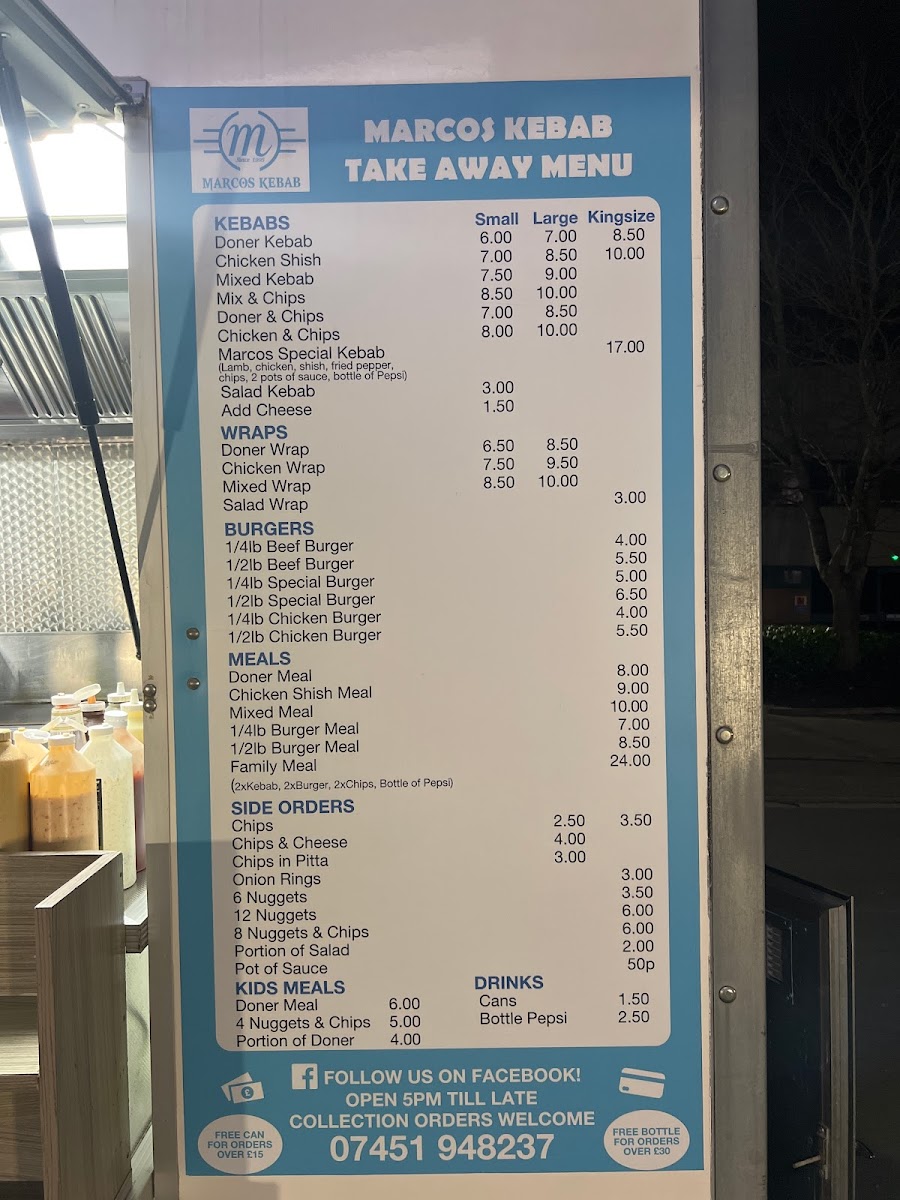 m
Since 1995
MARCOS KEBAB
MARCOS KEBAB
TAKE AWAY MENU
KEBABS Small Large Kingsize
Doner Kebab 6.00 7.00 8.50
Chicken Shish 7.00 8.50 10.00
Mixed Kebab 7.50 9.00
Mix & Chips 8.50 10.00
Doner & Chips 7.00 8.50
Chicken & Chips 8.00 10.00
Marcos Special Kebab 17.00
(Lamb, chicken, shish, fried pepper,
chips, 2 pots of sauce, bottle of Pepsi)
Salad Kebab 3.00
Add Cheese 1.50
WRAPS
Doner Wrap 6.50 8.50
Chicken Wrap 7.50 9.50
Mixed Wrap 8.50 10.00
Salad Wrap 3.00
BURGERS
1/4lb Beef Burger 4.00
1/2lb Beef Burger 5.50
1/4lb Special Burger 5.00
1/2lb Special Burger 6.50
1/4lb Chicken Burger 4.00
1/2lb Chicken Burger 5.50
MEALS
Doner Meal 8.00
Chicken Shish Meal 9.00
Mixed Meal 10.00
1/4lb Burger Meal 7.00
1/2lb Burger Meal 8.50
Family Meal 24.00
(2xKebab, 2xBurger, 2xChips, Bottle of Pepsi)
SIDE ORDERS
Chips 2.50 3.50
Chips & Cheese 4.00
Chips in Pitta 3.00
Onion Rings 3.00
6 Nuggets 3.50
12 Nuggets 6.00
8 Nuggets & Chips 6.00
Portion of Salad 2.00
Pot of Sauce 50p
KIDS MEALS
Doner Meal 6.00
4 Nuggets & Chips 5.00
Portion of Doner 4.00
DRINKS
Cans 1.50
Bottle Pepsi 2.50
£
f FOLLOW US ON FACEBOOK!
OPEN 5PM TILL LATE
COLLECTION ORDERS WELCOME
07451 948237
FREE CAN
FOR ORDERS
OVER £15
FREE BOTTLE
FOR ORDERS
OVER £30